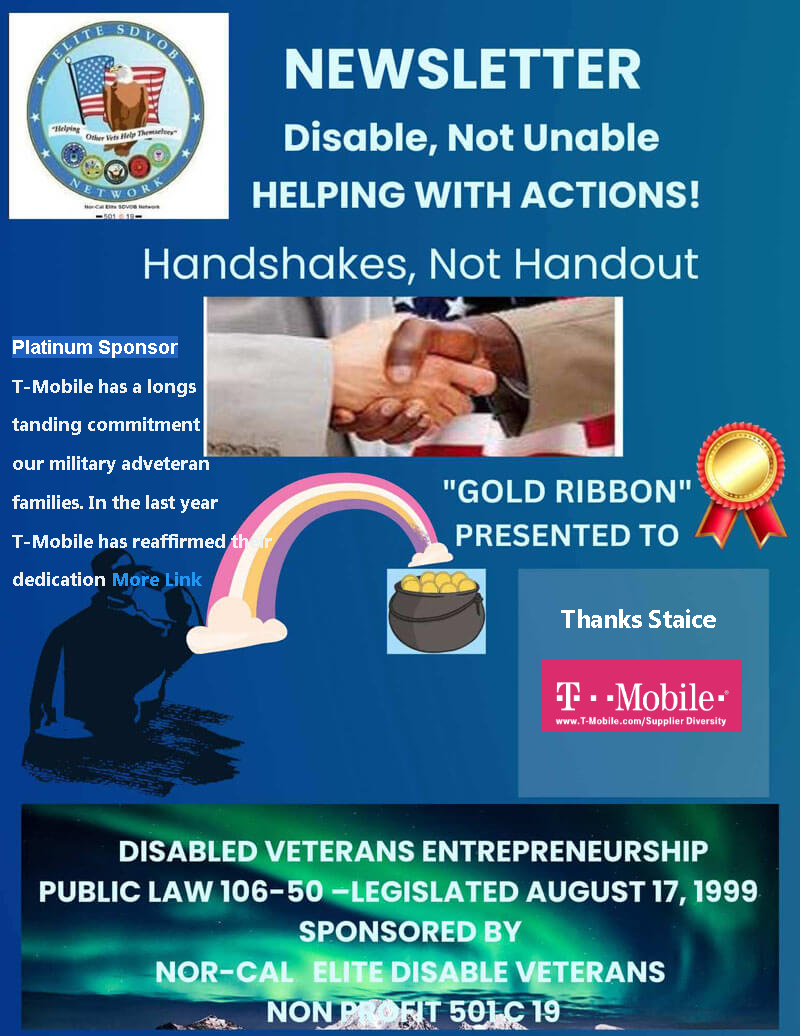 ELITE SDVOB
"Helping Other Vets Help Themselves"
NETWORK
Nor-Cal Elite SDVOB Network
501 C 19
NEWSLETTER
Disable, Not Unable
HELPING WITH ACTIONS!
Handshakes, Not Handout
Platinum Sponsor
T-Mobile has a longs
tanding commitment
our military adveteran
families. In the last year
T-Mobile has reaffirmed their
dedication More Link
"GOLD RIBBON"
PRESENTED TO
Thanks Staice
T··Mobile·®
www.T-Mobile.com/Supplier Diversity
DISABLED VETERANS ENTREPRENEURSHIP
PUBLIC LAW 106-50 –LEGISLATED AUGUST 17, 1999
SPONSORED BY
NOR-CAL ELITE DISABLE VETERANS
NON PROFIT 501 C 19